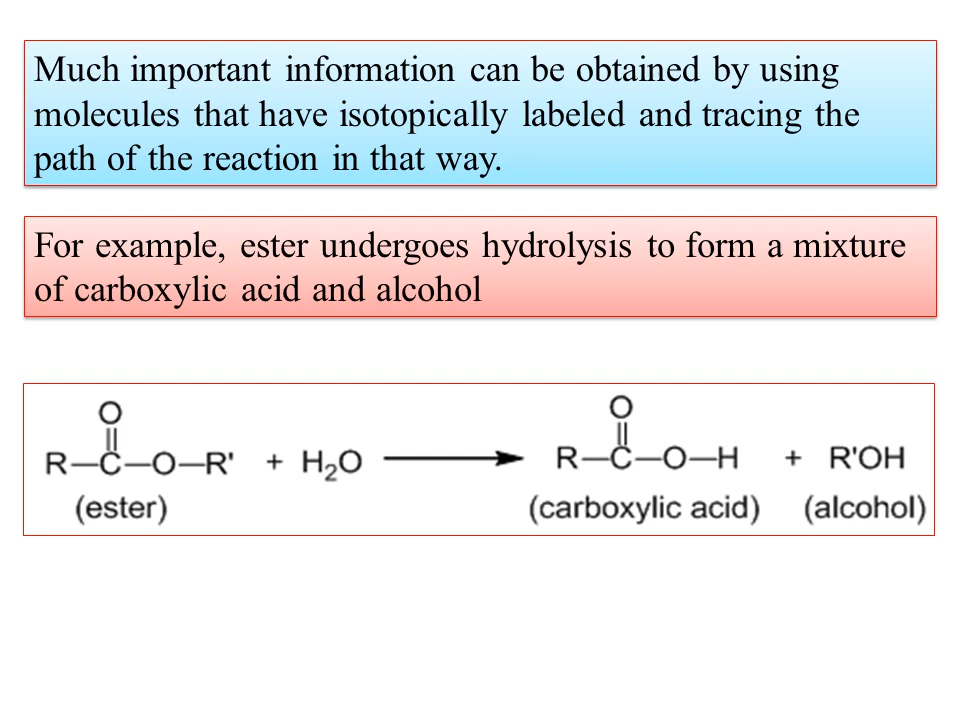 Much important information can be obtained by using
molecules that have isotopically labeled and tracing the
path of the reaction in that way.
For example, ester undergoes hydrolysis to form a mixture
of carboxylic acid and alcohol
O
||
R—C—O—R' + H₂O → R—C—O—H + R'OH
O
||
(ester) (carboxylic acid) (alcohol)